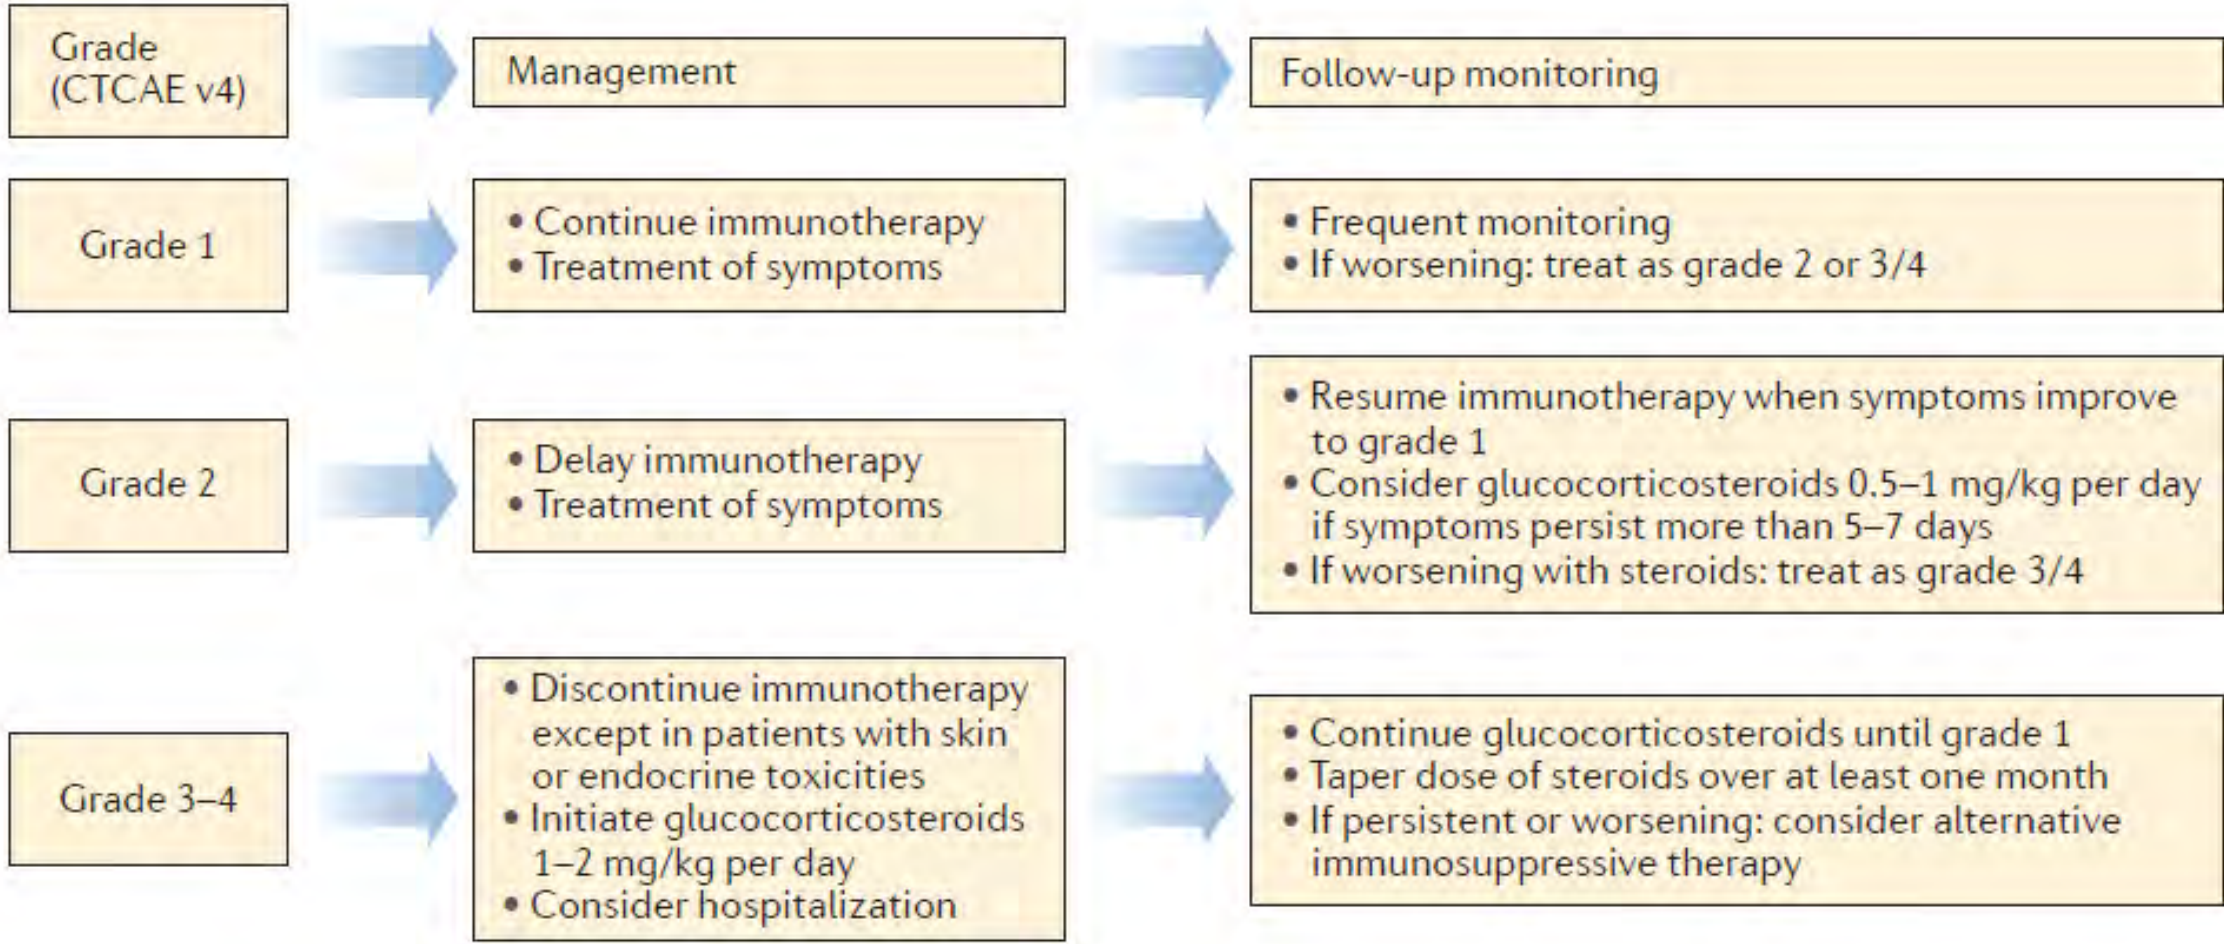 Grade
(CTCAE v4)
Management
Follow-up monitoring
Grade 1
• Continue immunotherapy
• Treatment of symptoms
• Frequent monitoring
• If worsening: treat as grade 2 or 3/4
Grade 2
• Delay immunotherapy
• Treatment of symptoms
• Resume immunotherapy when symptoms improve
to grade 1
• Consider glucocorticosteroids 0.5–1 mg/kg per day
if symptoms persist more than 5–7 days
• If worsening with steroids: treat as grade 3/4
Grade 3–4
• Discontinue immunotherapy
except in patients with skin
or endocrine toxicities
• Initiate glucocorticosteroids
1–2 mg/kg per day
• Consider hospitalization
• Continue glucocorticosteroids until grade 1
• Taper dose of steroids over at least one month
• If persistent or worsening: consider alternative
immunosuppressive therapy